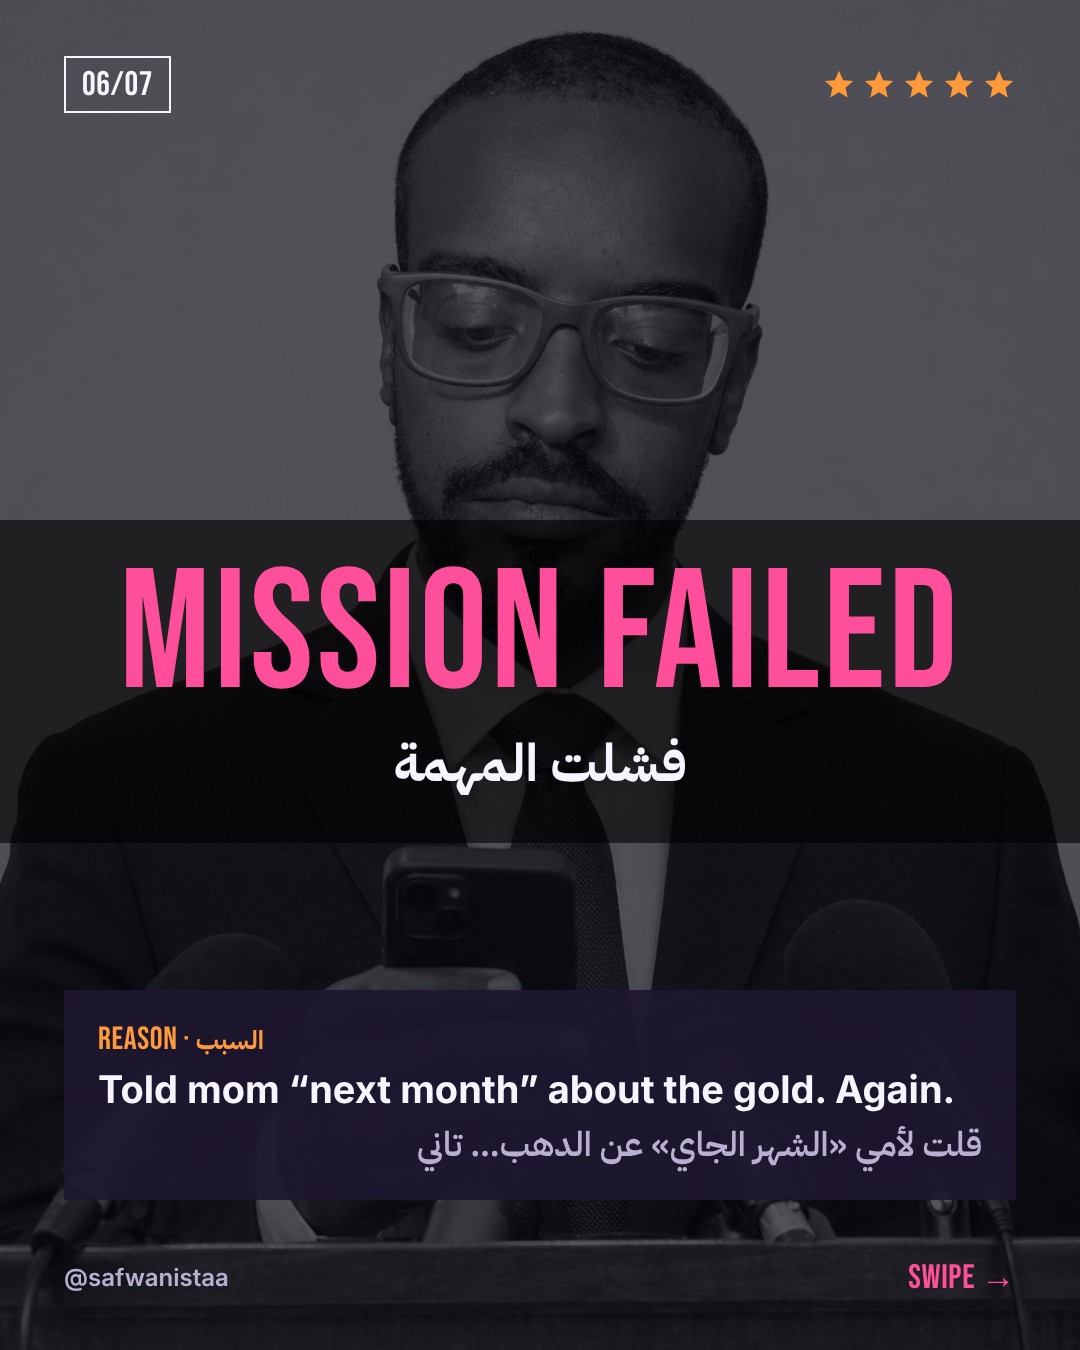 06/07
★★★★★
MISSION FAILED
فشلت المهمة
REASON · السبب
Told mom “next month” about the gold. Again.
قلت لأمي «الشهر الجاي» عن الدهب... تاني
@safwanistaa
SWIPE →